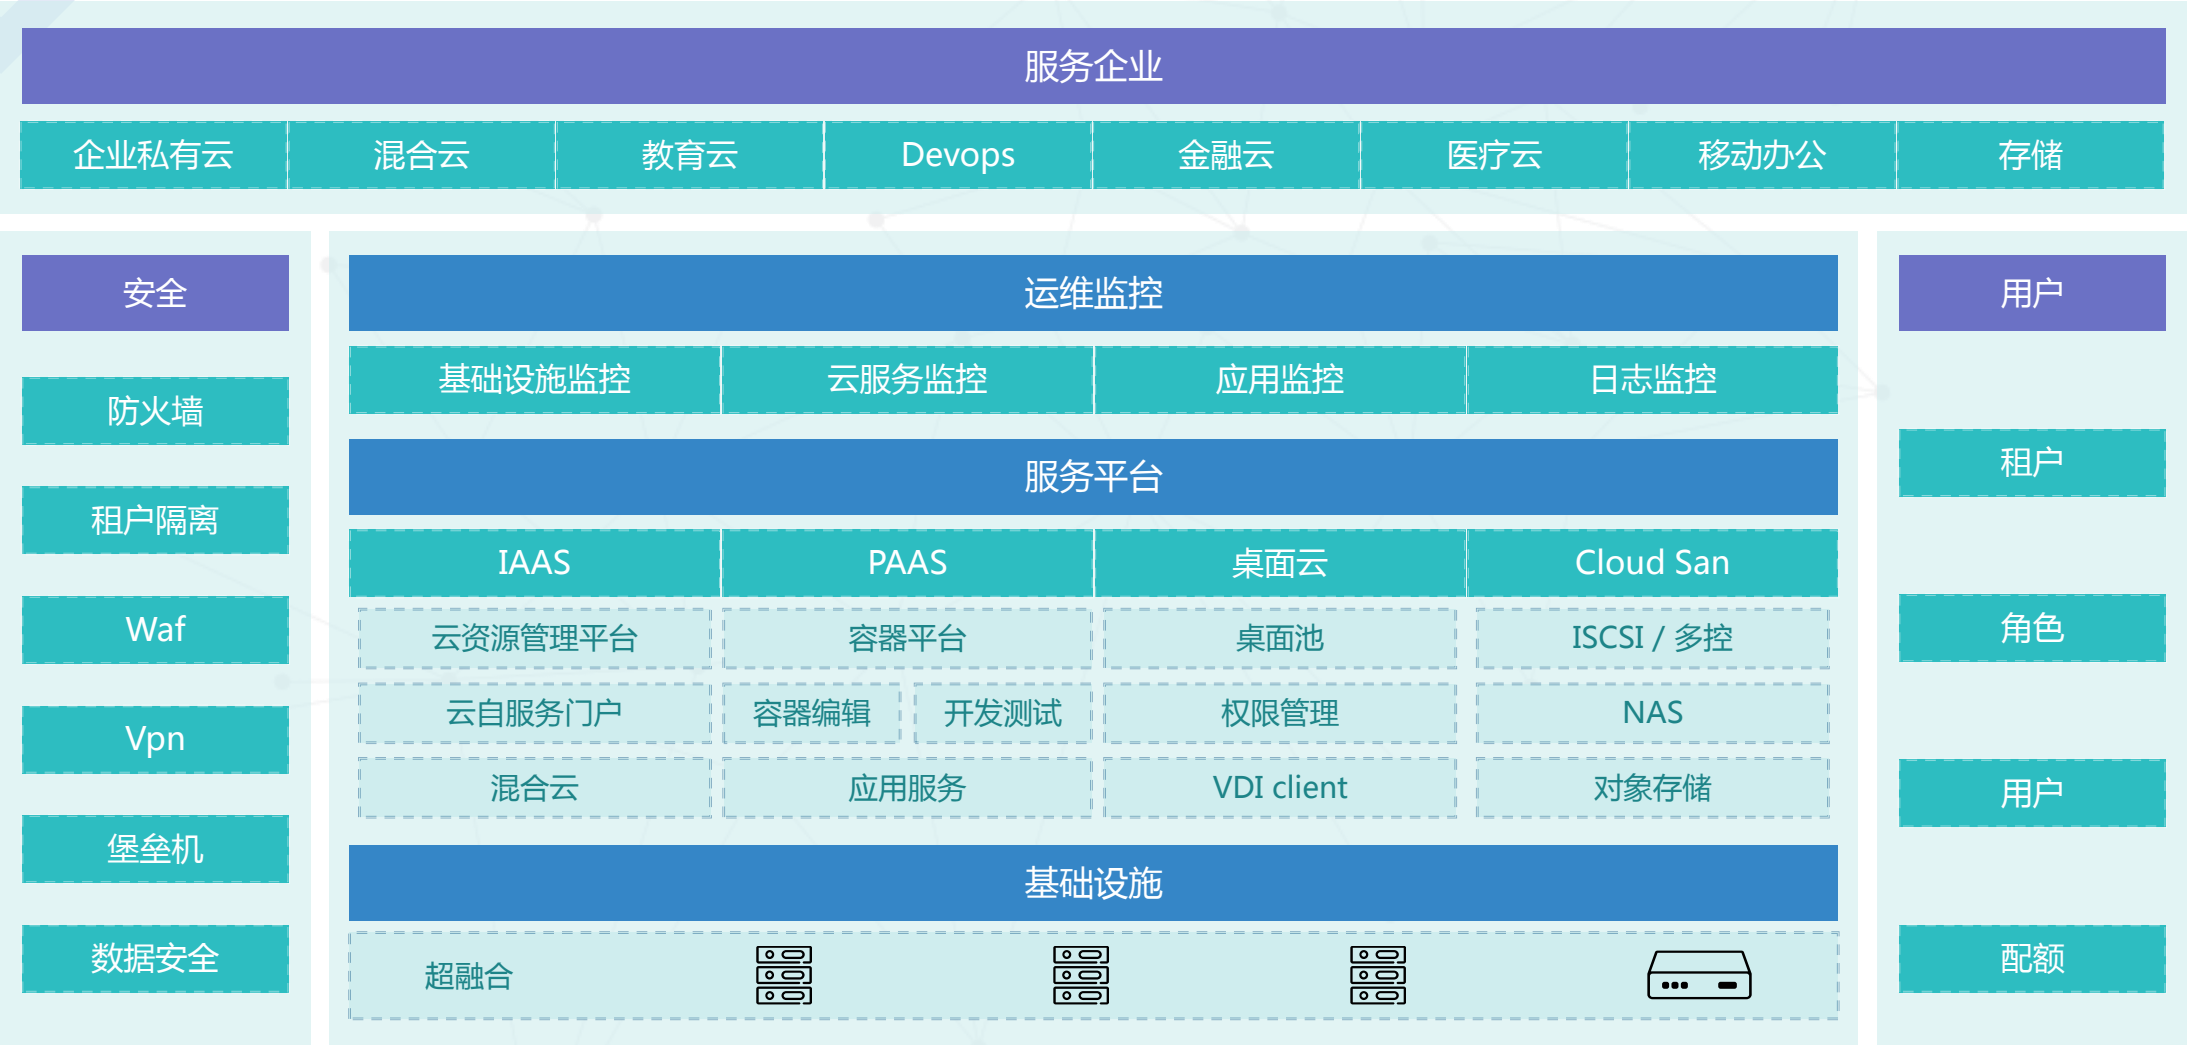 服务企业
企业私有云 混合云 教育云 Devops 金融云 医疗云 移动办公 存储
安全
防火墙
租户隔离
Waf
Vpn
堡垒机
数据安全
运维监控
基础设施监控 云服务监控 应用监控 日志监控
服务平台
IAAS PAAS 桌面云 Cloud San
云资源管理平台 容器平台 桌面池 ISCSI / 多控
云自服务门户 容器编辑 开发测试 权限管理 NAS
混合云 应用服务 VDI client 对象存储
基础设施
超融合
用户
租户
角色
用户
配额